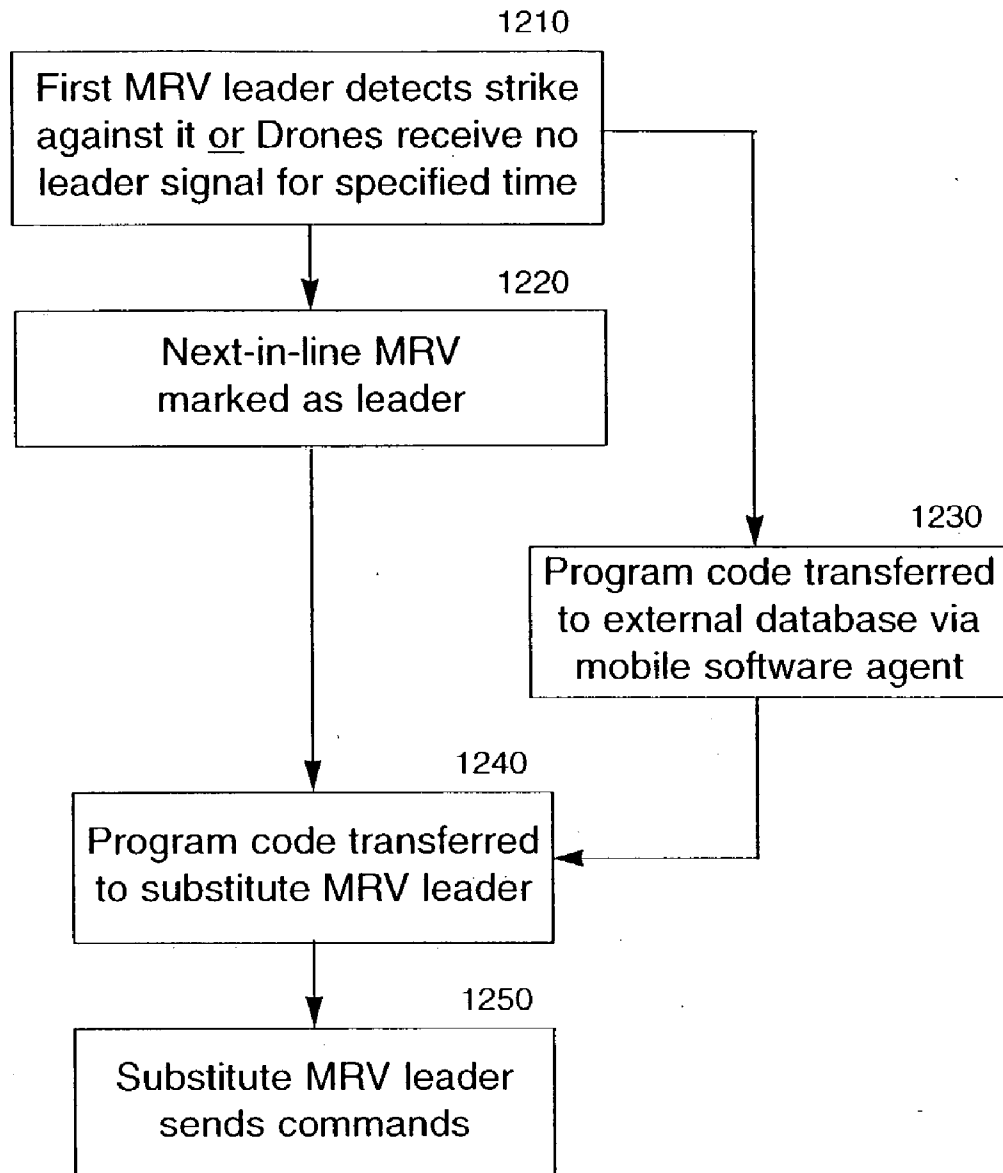 1210
First MRV leader detects strike
against it or Drones receive no
leader signal for specified time
1220
Next-in-line MRV
marked as leader
1230
Program code transferred
to external database via
mobile software agent
1240
Program code transferred
to substitute MRV leader
1250
Substitute MRV leader
sends commands